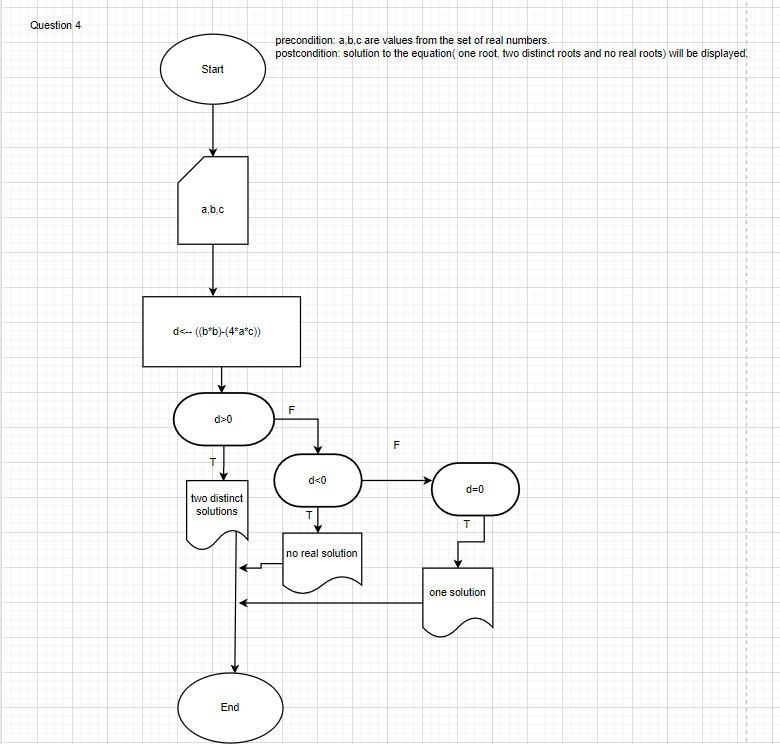 Question 4
precondition: a,b,c are values from the set of real numbers.
postcondition: solution to the equation( one root, two distinct roots and no real roots) will be displayed.
Start
a,b,c
d<-- ((b*b)-(4*a*c))
d>0
F
T
F
d<0
d=0
two distinct
solutions
T
T
no real solution
one solution
End